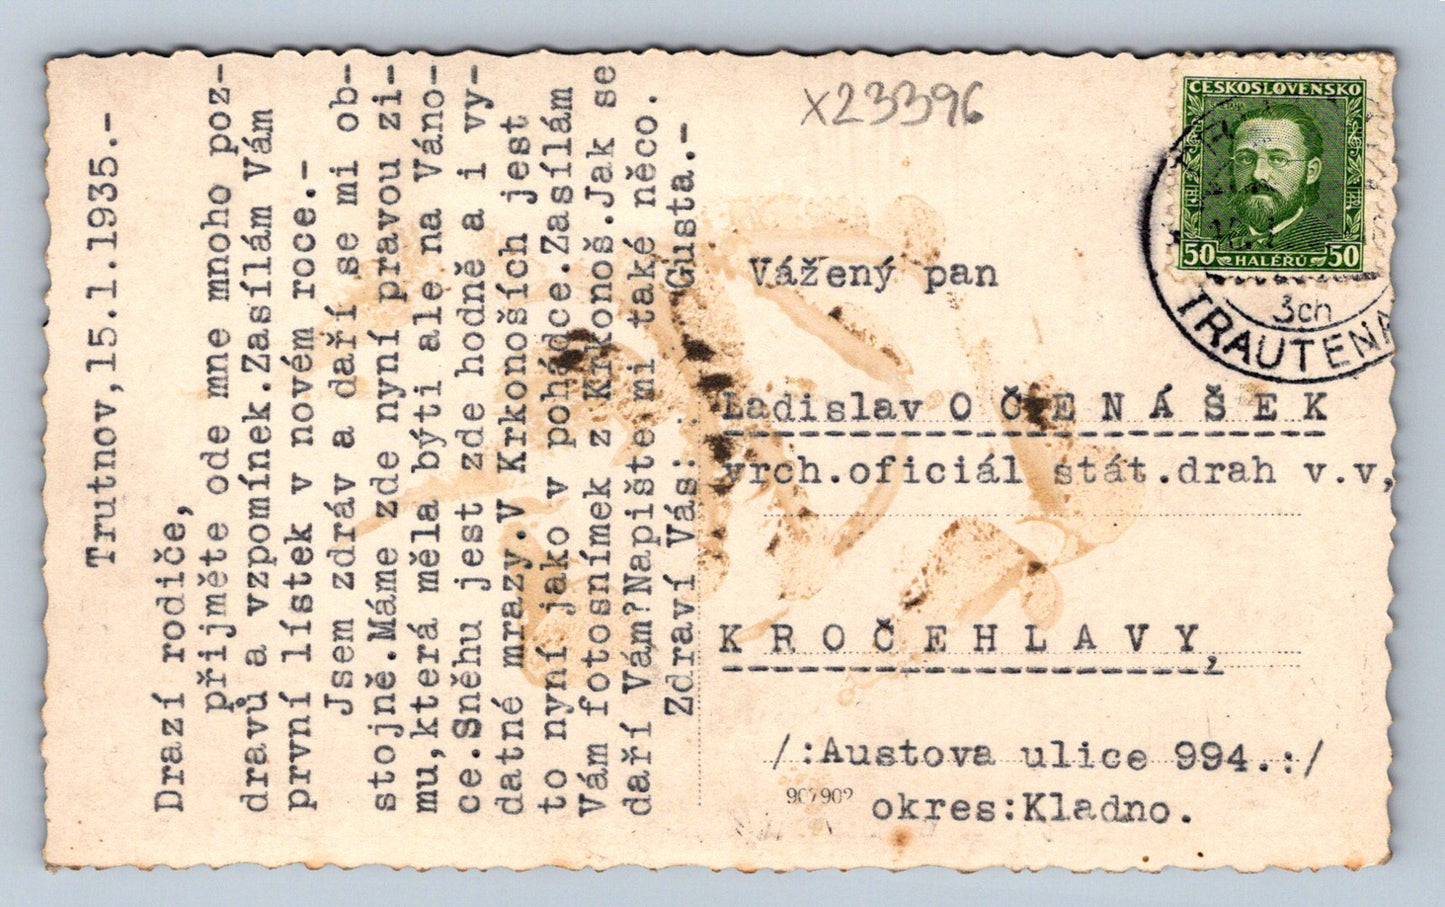 Trutnov,15.1.1935.-
Drazí rodiče,
přijměte ode mne mnoho poz-
dravů a vzpomínek.Zasílám Vám
první lístek v novém roce.-
Jsem zdráv a daří se mi ob-
stojně.Máme zde nyní pravou zi-
mu,která měla býti ale na Váno-
ce.Sněhu jest zde hodně a i vy-
datné mrazy.V Krkonoších jest
to nyní jako v pohádce.Zasílám
Vám fotosnímek z Krkonoš.Jak se
daří Vám?Napište mi také něco.
Zdraví Vás: Gusta.-
X23396
ČESKOSLOVENSKO
50 HALÉŘŮ 50
3ch
TRAUTENA
Vážený pan
Ladislav O Č E N Á Š E K
vrch.oficiál stát.drah v.v,
K R O Č E H L A V Y,
/:Austova ulice 994.:/
okres:Kladno.